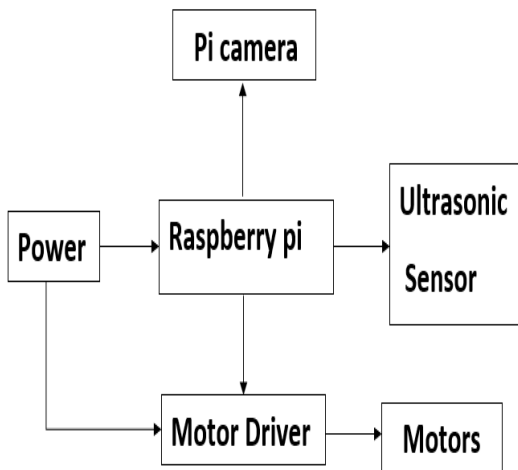 Pi camera
Power
Raspberry pi
Ultrasonic
Sensor
Motor Driver
Motors